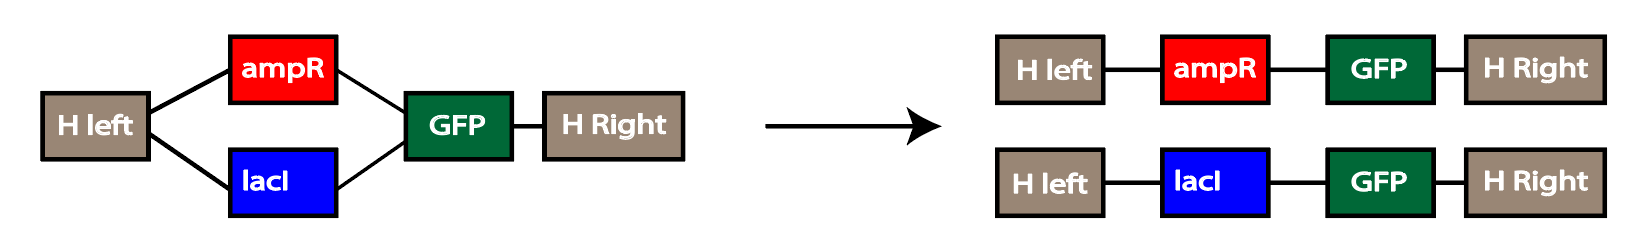 H left
ampR
lacI
GFP
H Right
H left
ampR
GFP
H Right
H left
lacI
GFP
H Right